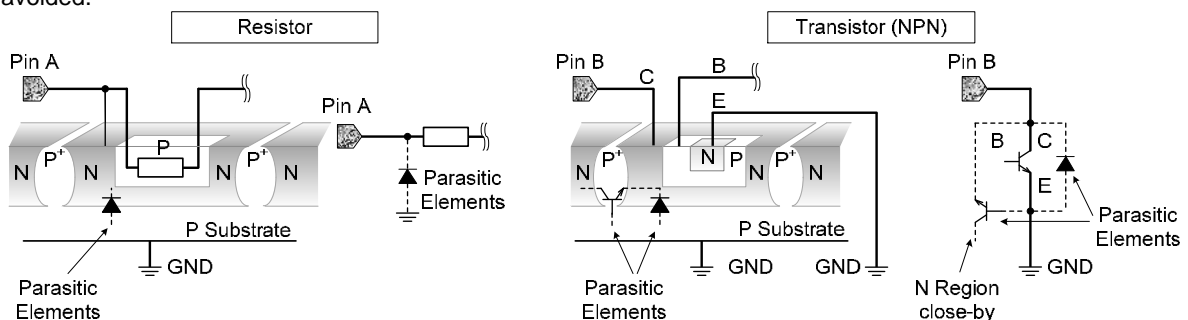 avoided.
Resistor
Pin A
Pin A
N
P+
N
P
N
P+
N
Parasitic
Elements
P Substrate
GND
Parasitic
Elements
Transistor (NPN)
Pin B
C
B
E
N
P+
N
N
P
N
P+
N
P Substrate
GND
GND
Parasitic
Elements
Pin B
B
C
E
Parasitic
Elements
GND
N Region
close-by